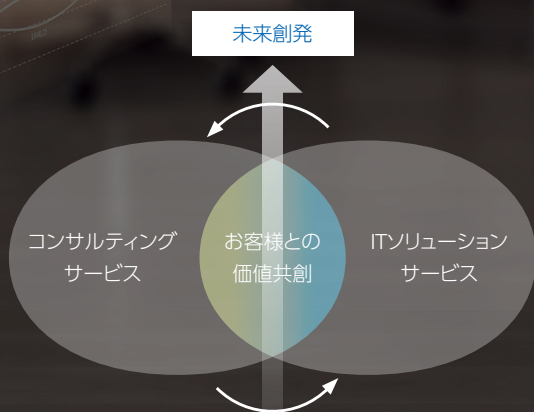 未来創発
コンサルティング
サービス
お客様との
価値共創
ITソリューション
サービス